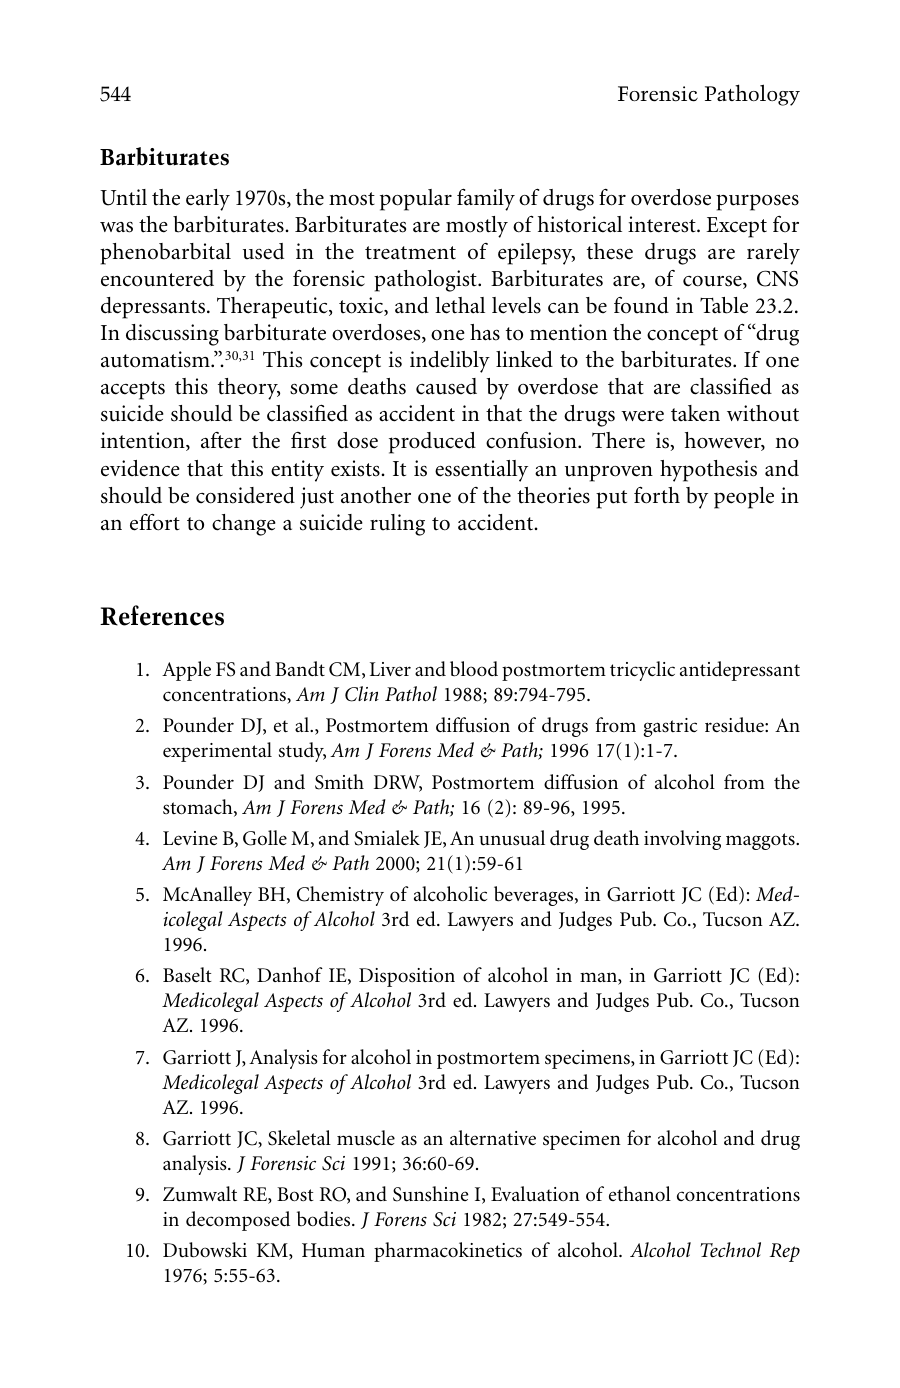 544
Forensic Pathology
Barbiturates
Until the early 1970s, the most popular family of drugs for overdose purposes
was the barbiturates. Barbiturates are mostly of historical interest. Except for
phenobarbital used in the treatment of epilepsy, these drugs are rarely
encountered by the forensic pathologist. Barbiturates are, of course, CNS
depressants. Therapeutic, toxic, and lethal levels can be found in Table 23.2.
In discussing barbiturate overdoses, one has to mention the concept of “drug
automatism.”.30,31 This concept is indelibly linked to the barbiturates. If one
accepts this theory, some deaths caused by overdose that are classified as
suicide should be classified as accident in that the drugs were taken without
intention, after the first dose produced confusion. There is, however, no
evidence that this entity exists. It is essentially an unproven hypothesis and
should be considered just another one of the theories put forth by people in
an effort to change a suicide ruling to accident.
References
1. Apple FS and Bandt CM, Liver and blood postmortem tricyclic antidepressant
concentrations, Am J Clin Pathol 1988; 89:794-795.
2. Pounder DJ, et al., Postmortem diffusion of drugs from gastric residue: An
experimental study, Am J Forens Med & Path; 1996 17(1):1-7.
3. Pounder DJ and Smith DRW, Postmortem diffusion of alcohol from the
stomach, Am J Forens Med & Path; 16 (2): 89-96, 1995.
4. Levine B, Golle M, and Smialek JE, An unusual drug death involving maggots.
Am J Forens Med & Path 2000; 21(1):59-61
5. McAnalley BH, Chemistry of alcoholic beverages, in Garriott JC (Ed): Med-
icolegal Aspects of Alcohol 3rd ed. Lawyers and Judges Pub. Co., Tucson AZ.
1996.
6. Baselt RC, Danhof IE, Disposition of alcohol in man, in Garriott JC (Ed):
Medicolegal Aspects of Alcohol 3rd ed. Lawyers and Judges Pub. Co., Tucson
AZ. 1996.
7. Garriott J, Analysis for alcohol in postmortem specimens, in Garriott JC (Ed):
Medicolegal Aspects of Alcohol 3rd ed. Lawyers and Judges Pub. Co., Tucson
AZ. 1996.
8. Garriott JC, Skeletal muscle as an alternative specimen for alcohol and drug
analysis. J Forensic Sci 1991; 36:60-69.
9. Zumwalt RE, Bost RO, and Sunshine I, Evaluation of ethanol concentrations
in decomposed bodies. J Forens Sci 1982; 27:549-554.
10. Dubowski KM, Human pharmacokinetics of alcohol. Alcohol Technol Rep
1976; 5:55-63.